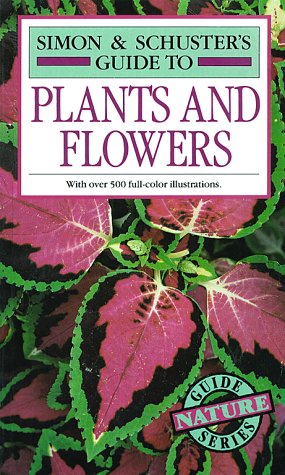 SIMON & SCHUSTER'S
GUIDE TO
PLANTS AND
FLOWERS
With over 500 full-color illustrations.
GUIDE
NATURE
SERIES